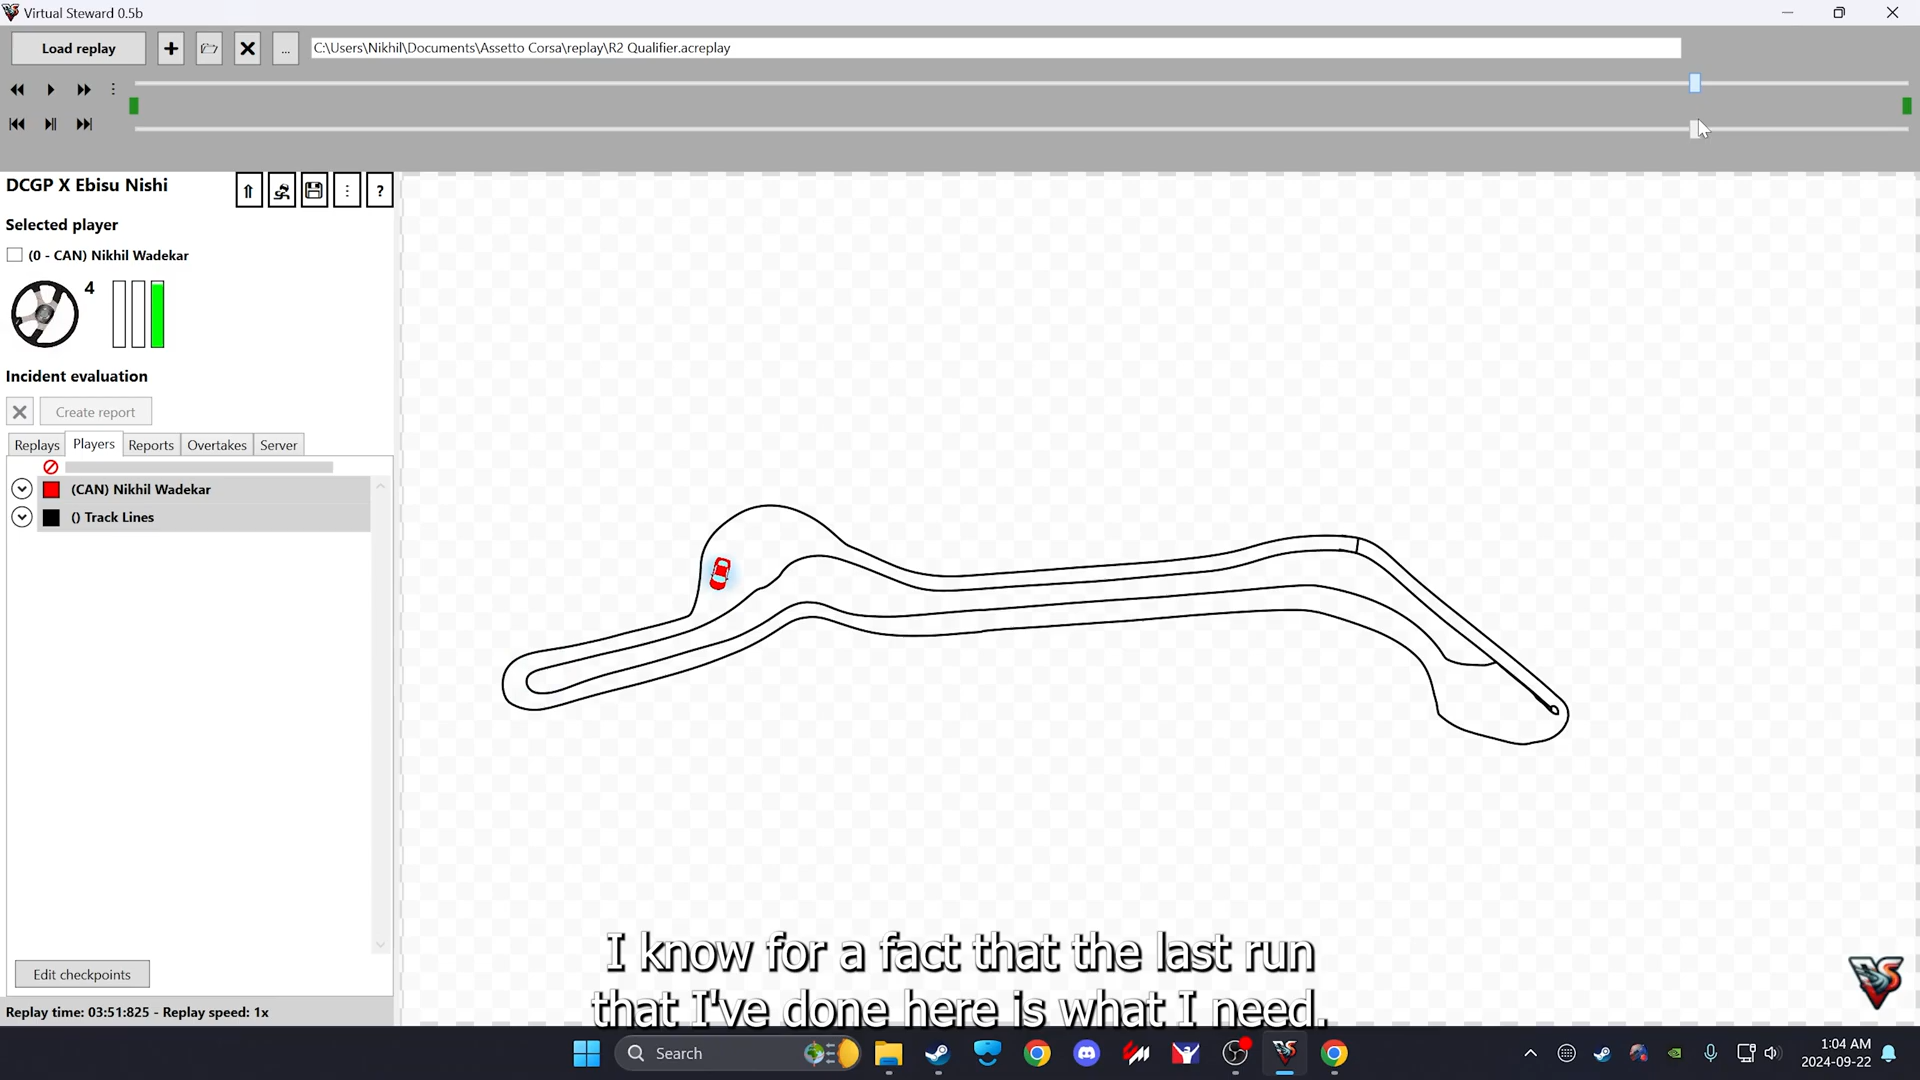 Virtual Steward 0.5b
Load replay
...
C:\Users\Nikhil\Documents\Assetto Corsa\replay\R2 Qualifier.acreplay
DCGP X Ebisu Nishi
?
Selected player
(0 - CAN) Nikhil Wadekar
4
Incident evaluation
Create report
Replays Players Reports Overtakes Server
(CAN) Nikhil Wadekar
() Track Lines
Edit checkpoints
I know for a fact that the last run
that I've done here is what I need.
Replay time: 03:51:825 - Replay speed: 1x
Search
1:04 AM
2024-09-22